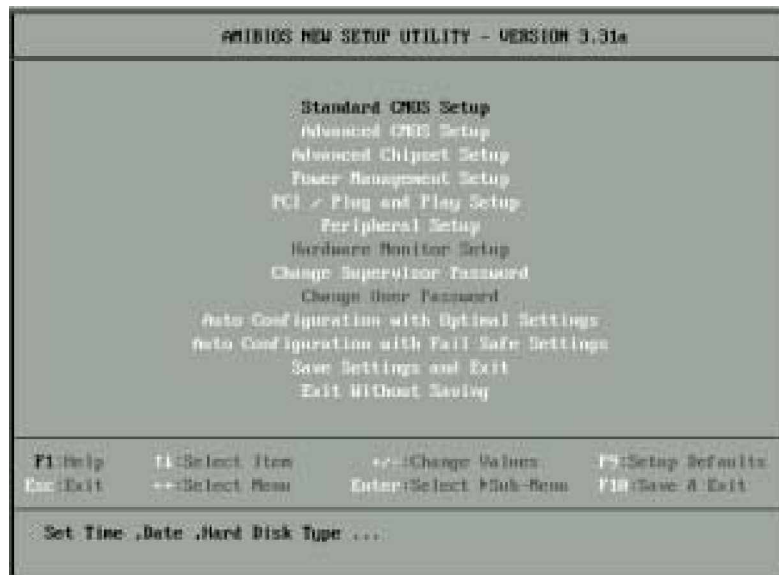 AMIBIOS NEW SETUP UTILITY - VERSION 3.31a
Standard CMOS Setup
Advanced CMOS Setup
Advanced Chipset Setup
Power Management Setup
PCI / Plug and Play Setup
Peripheral Setup
Hardware Monitor Setup
Change Supervisor Password
Change User Password
Auto Configuration with Optimal Settings
Auto Configuration with Fail Safe Settings
Save Settings and Exit
Exit Without Saving
F1:Help ↑↓:Select Item +/-:Change Values F9:Setup Defaults
Esc:Exit ←→:Select Menu Enter:Select ▶Sub-Menu F10:Save & Exit
Set Time ,Date ,Hard Disk Type ...